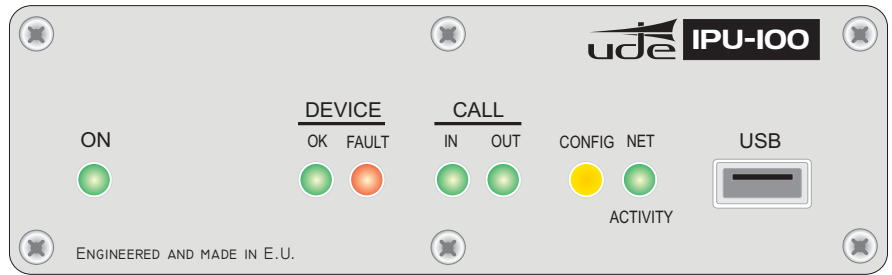 ude IPU-100
DEVICE CALL
ON OK FAULT IN OUT CONFIG NET USB
ACTIVITY
ENGINEERED AND MADE IN E.U.